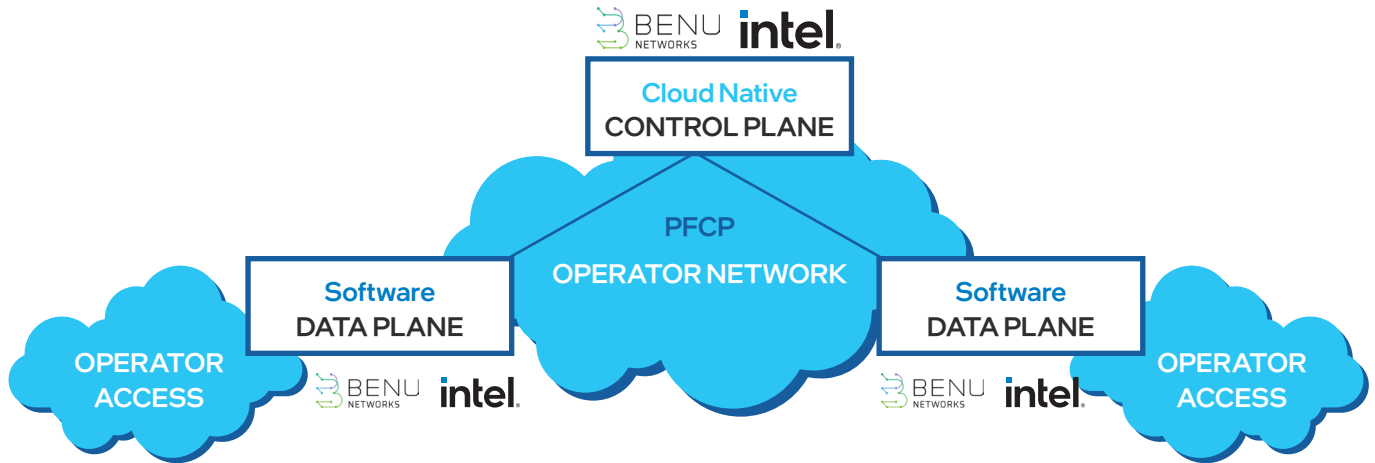 BENU
NETWORKS
intel.
Cloud Native
CONTROL PLANE
PFCP
OPERATOR NETWORK
Software
DATA PLANE
Software
DATA PLANE
OPERATOR
ACCESS
OPERATOR
ACCESS
BENU
NETWORKS
intel.
BENU
NETWORKS
intel.